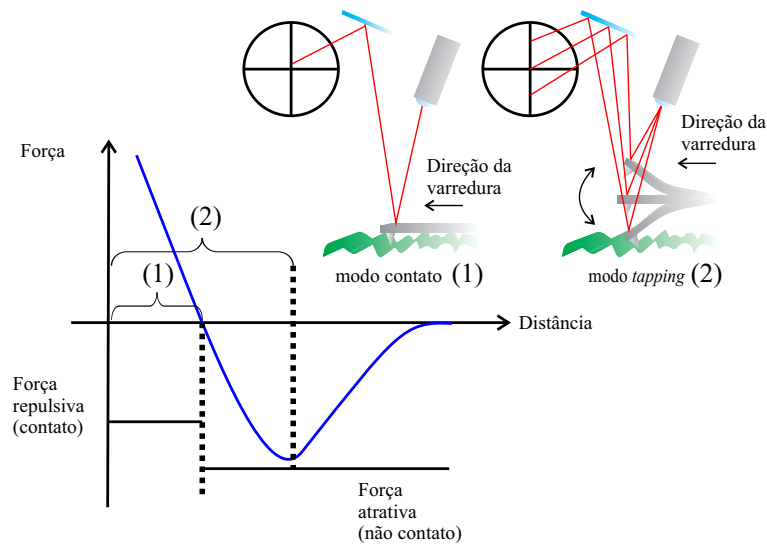 Força
Direção da
varredura
Direção da
varredura
modo contato (1)
modo tapping (2)
(2)
(1)
Distância
Força
repulsiva
(contato)
Força
atrativa
(não contato)